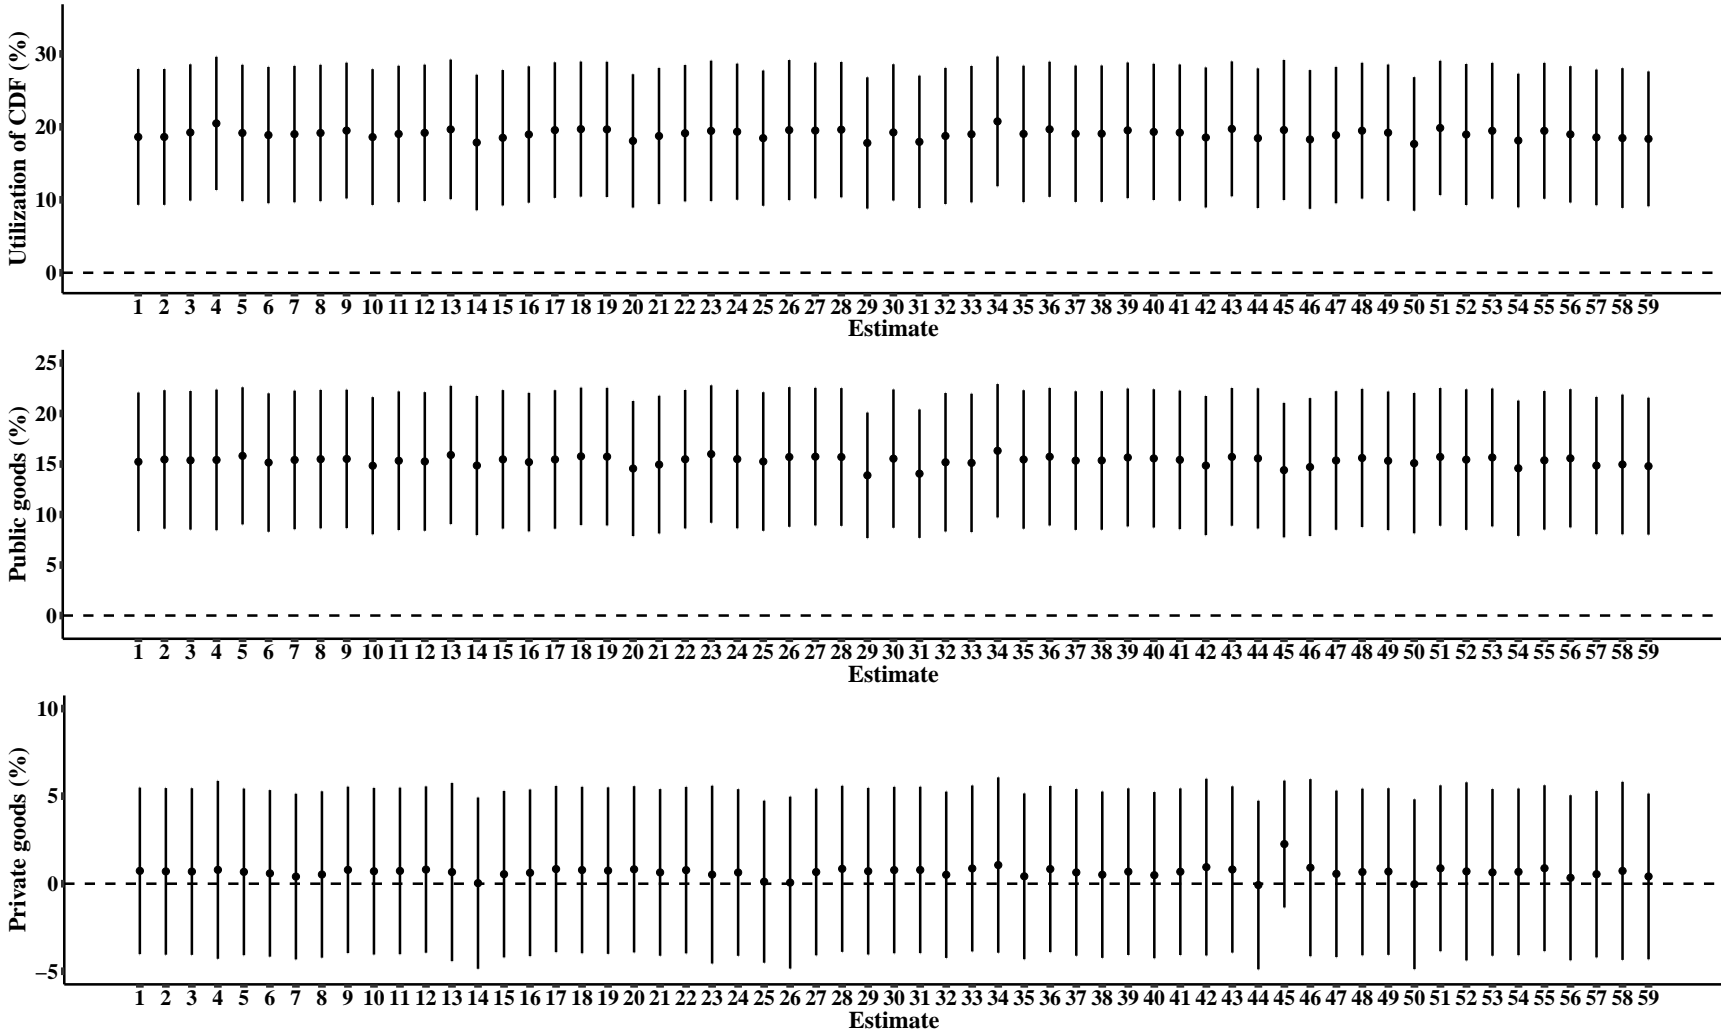 Utilization of CDF (%)
30
20
10
0
1 2 3 4 5 6 7 8 9 10 11 12 13 14 15 16 17 18 19 20 21 22 23 24 25 26 27 28 29 30 31 32 33 34 35 36 37 38 39 40 41 42 43 44 45 46 47 48 49 50 51 52 53 54 55 56 57 58 59
Estimate
Public goods (%)
25
20
15
10
5
0
1 2 3 4 5 6 7 8 9 10 11 12 13 14 15 16 17 18 19 20 21 22 23 24 25 26 27 28 29 30 31 32 33 34 35 36 37 38 39 40 41 42 43 44 45 46 47 48 49 50 51 52 53 54 55 56 57 58 59
Estimate
Private goods (%)
10
5
0
−5
1 2 3 4 5 6 7 8 9 10 11 12 13 14 15 16 17 18 19 20 21 22 23 24 25 26 27 28 29 30 31 32 33 34 35 36 37 38 39 40 41 42 43 44 45 46 47 48 49 50 51 52 53 54 55 56 57 58 59
Estimate